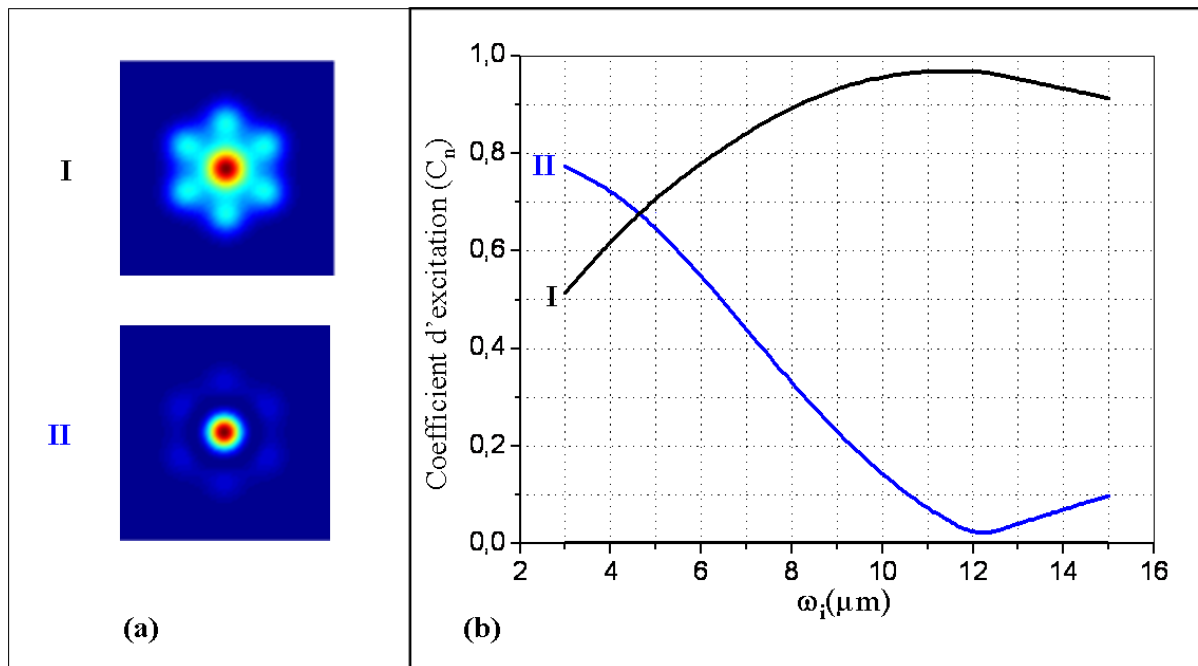 I
II
(a)
Coefficient d'excitation (Cn)
1,0
0,8
0,6
0,4
0,2
0,0
II
I
2 4 6 8 10 12 14 16
ωi(µm)
(b)